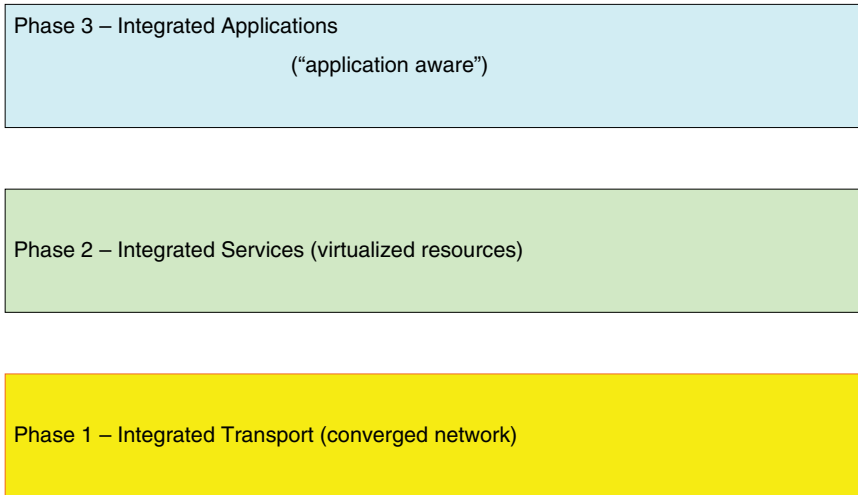 Phase 3 – Integrated Applications
(“application aware”)
Phase 2 – Integrated Services (virtualized resources)
Phase 1 – Integrated Transport (converged network)